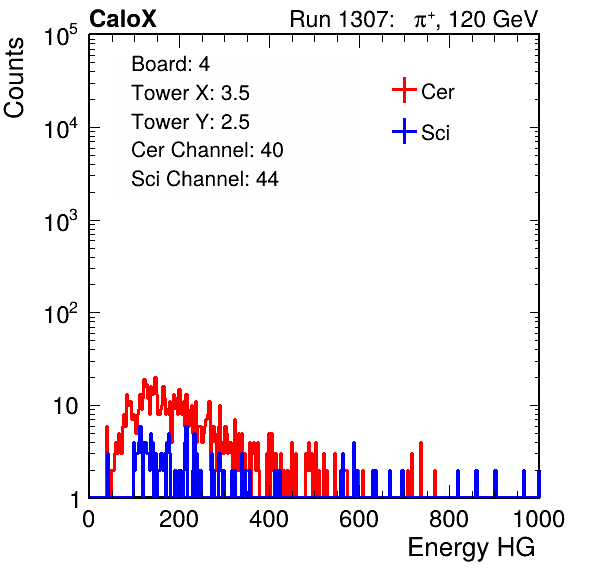 CaloX Run 1307: π⁺, 120 GeV
Counts
Board: 4
Tower X: 3.5
Tower Y: 2.5
Cer Channel: 40
Sci Channel: 44
Cer
Sci
10⁵
10⁴
10³
10²
10
1
0 200 400 600 800 1000
Energy HG